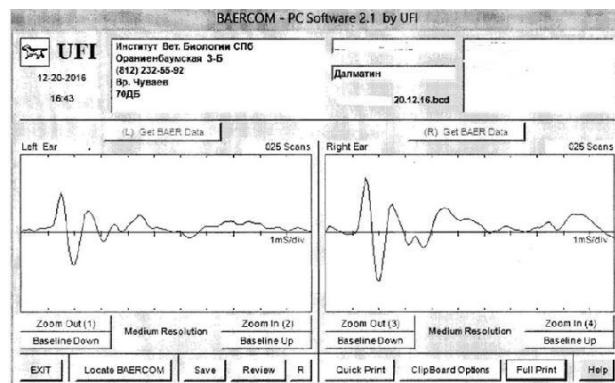 BAERCOM - PC Software 2.1 by UFI
UFI
12-20-2016
16:43
Институт Вет. Биологии СПб
Ораниенбаумская 3-Б
(812) 232-55-92
Вр. Чуваев
70ДБ
Далматин
20.12.16.bcd
(L) Get BAER Data
(R) Get BAER Data
Left Ear
025 Scans
Right Ear
025 Scans
1mS/div
1mS/div
Zoom Out (1)
Medium Resolution
Zoom In (2)
Baseline Down
Baseline Up
Zoom Out (3)
Medium Resolution
Zoom In (4)
Baseline Down
Baseline Up
EXIT
Locate BAERCOM
Save
Review
R
Quick Print
ClipBoard Options
Full Print
Help